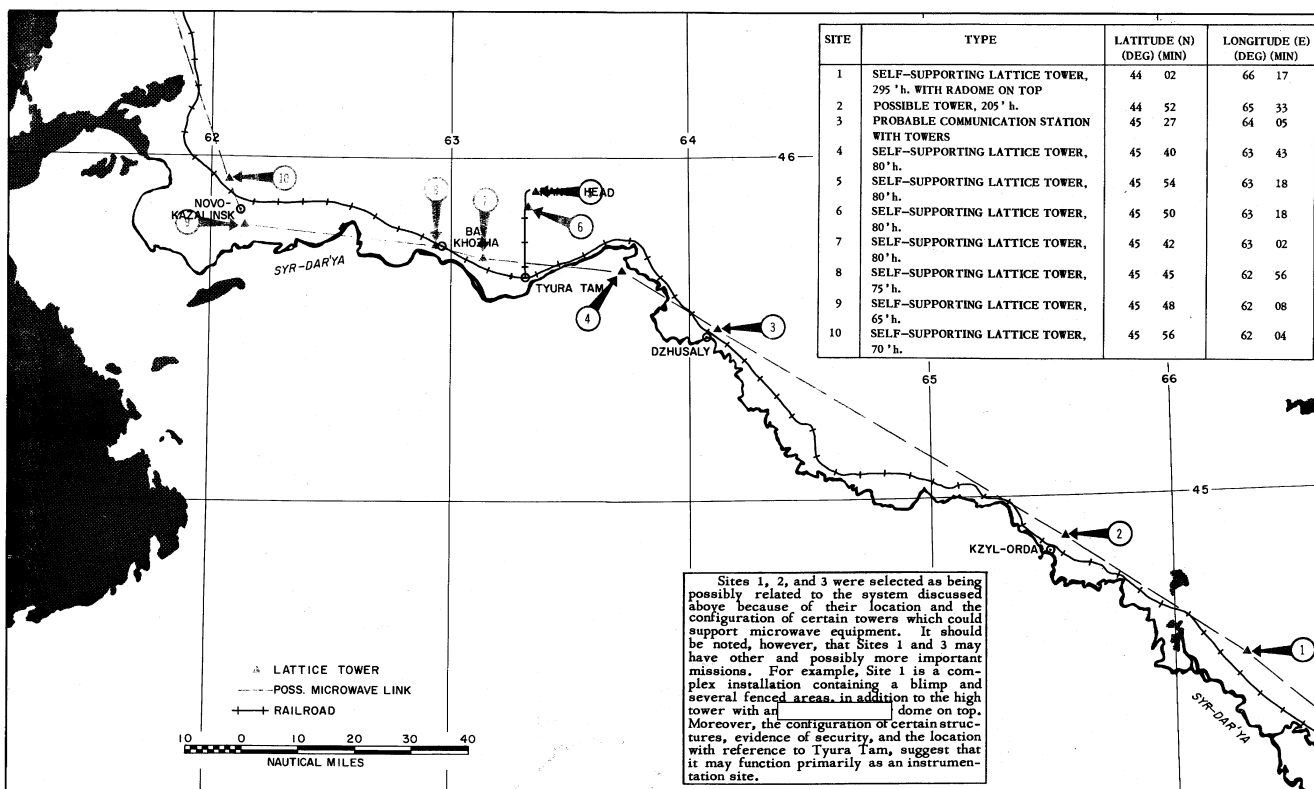 SITE TYPE LATITUDE (N) (DEG) (MIN) LONGITUDE (E) (DEG) (MIN)
1 SELF-SUPPORTING LATTICE TOWER, 44 02 66 17
295 'h. WITH RADOME ON TOP
2 POSSIBLE TOWER, 205' h. 44 52 65 33
3 PROBABLE COMMUNICATION STATION 45 27 64 05
WITH TOWERS
4 SELF-SUPPORTING LATTICE TOWER, 45 40 63 43
80'h.
5 SELF-SUPPORTING LATTICE TOWER, 45 54 63 18
80'h.
6 SELF-SUPPORTING LATTICE TOWER, 45 50 63 18
80'h.
7 SELF-SUPPORTING LATTICE TOWER, 45 42 63 02
80'h.
8 SELF-SUPPORTING LATTICE TOWER, 45 45 62 56
75'h.
9 SELF-SUPPORTING LATTICE TOWER, 45 48 62 08
65'h.
10 SELF-SUPPORTING LATTICE TOWER, 45 56 62 04
70'h.
62
63
64
46
10
8
7
HEAD
6
NOVO-
KAZALINSK
9
KHOZHA
SYR-DAR'YA
TYURA TAM
4
3
DZHUSALY
65
66
45
2
KZYL-ORDA
1
SYR-DAR'YA
Sites 1, 2, and 3 were selected as being
possibly related to the system discussed
above because of their location and the
configuration of certain towers which could
support microwave equipment. It should
be noted, however, that Sites 1 and 3 may
have other and possibly more important
missions. For example, Site 1 is a com-
plex installation containing a blimp and
several fenced areas, in addition to the high
tower with an dome on top.
Moreover, the configuration of certain struc-
tures, evidence of security, and the location
with reference to Tyura Tam, suggest that
it may function primarily as an instrumen-
tation site.
LATTICE TOWER
POSS. MICROWAVE LINK
RAILROAD
10 0 10 20 30 40
NAUTICAL MILES